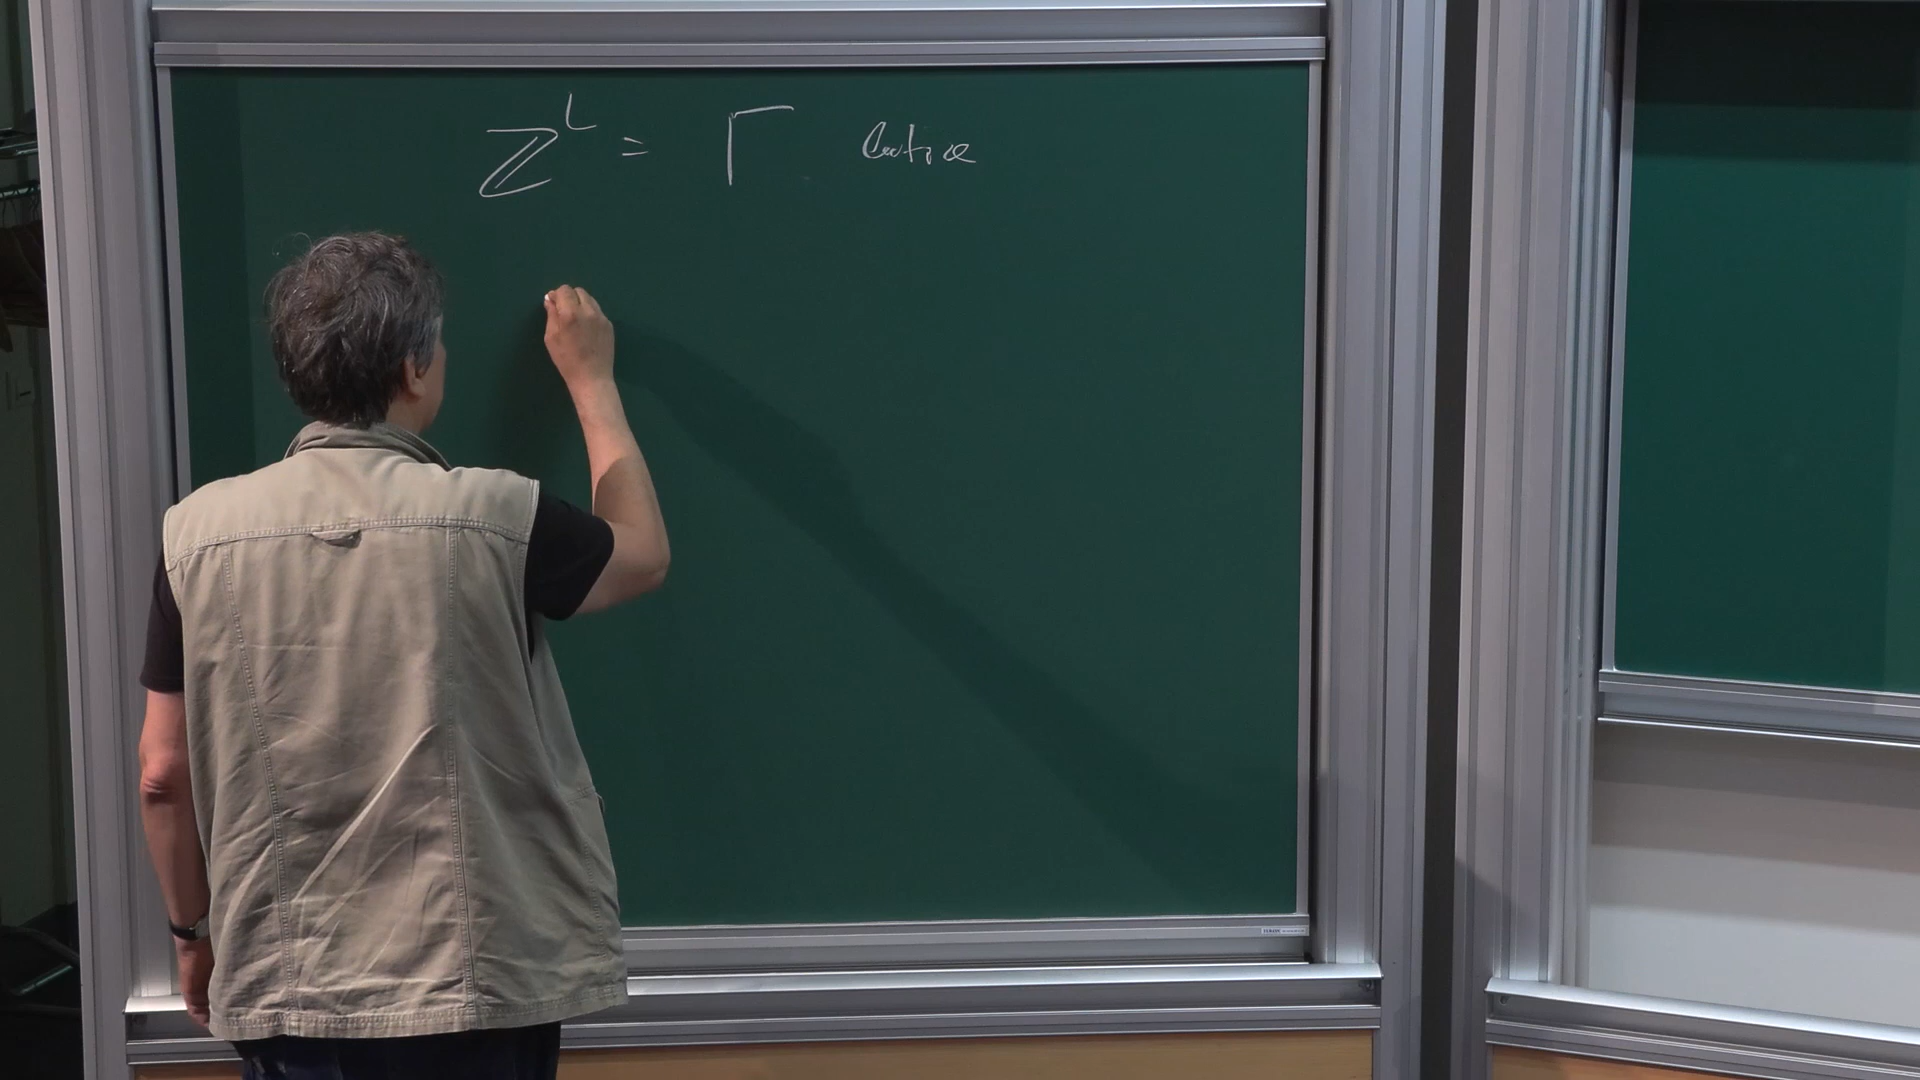 ℤ^L = Γ lattice